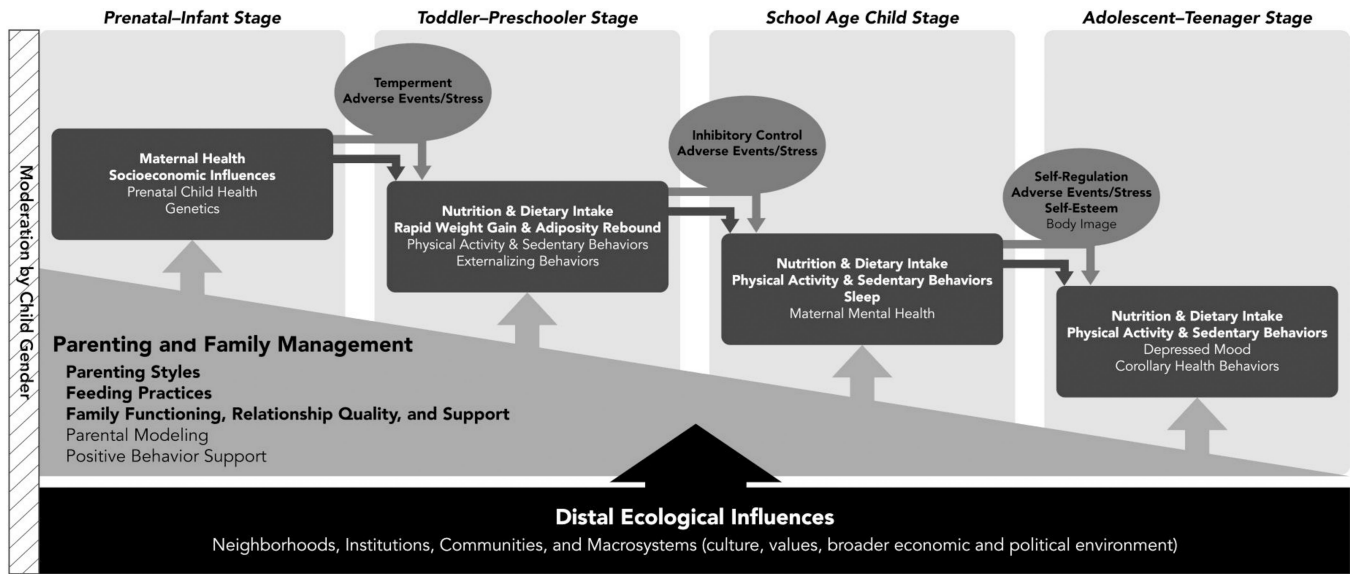 Prenatal–Infant Stage
Toddler–Preschooler Stage
School Age Child Stage
Adolescent–Teenager Stage
Moderation by Child Gender
Temperment
Adverse Events/Stress
Maternal Health
Socioeconomic Influences
Prenatal Child Health
Genetics
Inhibitory Control
Adverse Events/Stress
Nutrition & Dietary Intake
Rapid Weight Gain & Adiposity Rebound
Physical Activity & Sedentary Behaviors
Externalizing Behaviors
Self-Regulation
Adverse Events/Stress
Self-Esteem
Body Image
Nutrition & Dietary Intake
Physical Activity & Sedentary Behaviors
Sleep
Maternal Mental Health
Nutrition & Dietary Intake
Physical Activity & Sedentary Behaviors
Depressed Mood
Corollary Health Behaviors
Parenting and Family Management
Parenting Styles
Feeding Practices
Family Functioning, Relationship Quality, and Support
Parental Modeling
Positive Behavior Support
Distal Ecological Influences
Neighborhoods, Institutions, Communities, and Macrosystems (culture, values, broader economic and political environment)